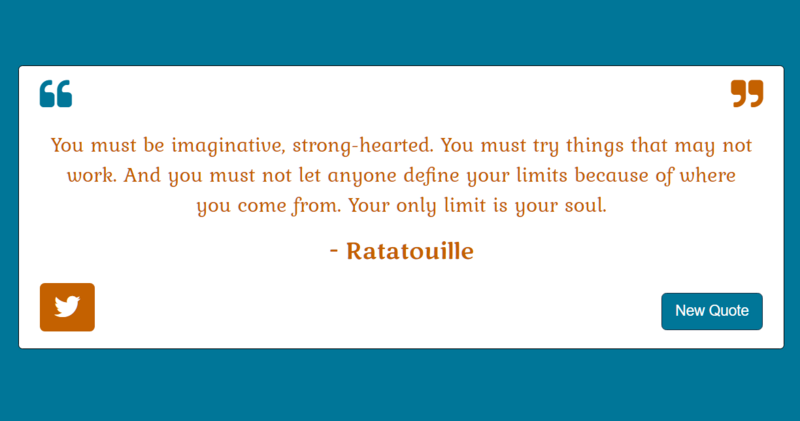 You must be imaginative, strong-hearted. You must try things that may not
work. And you must not let anyone define your limits because of where
you come from. Your only limit is your soul.
- Ratatouille
New Quote